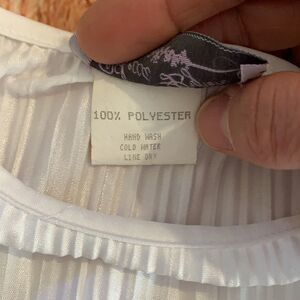 100% POLYESTER
HAND WASH
COLD WATER
LINE DRY